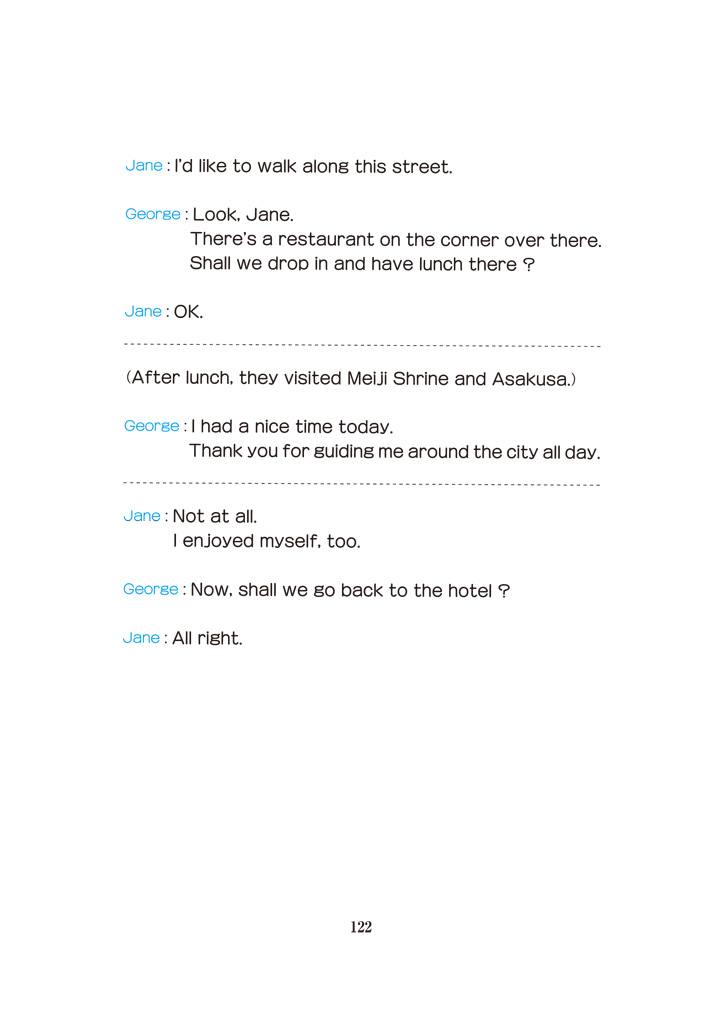 Jane : I'd like to walk along this street.
George : Look, Jane.
There's a restaurant on the corner over there.
Shall we drop in and have lunch there ?
Jane : OK.
(After lunch, they visited Meiji Shrine and Asakusa.)
George : I had a nice time today.
Thank you for guiding me around the city all day.
Jane : Not at all.
I enjoyed myself, too.
George : Now, shall we go back to the hotel ?
Jane : All right.
122